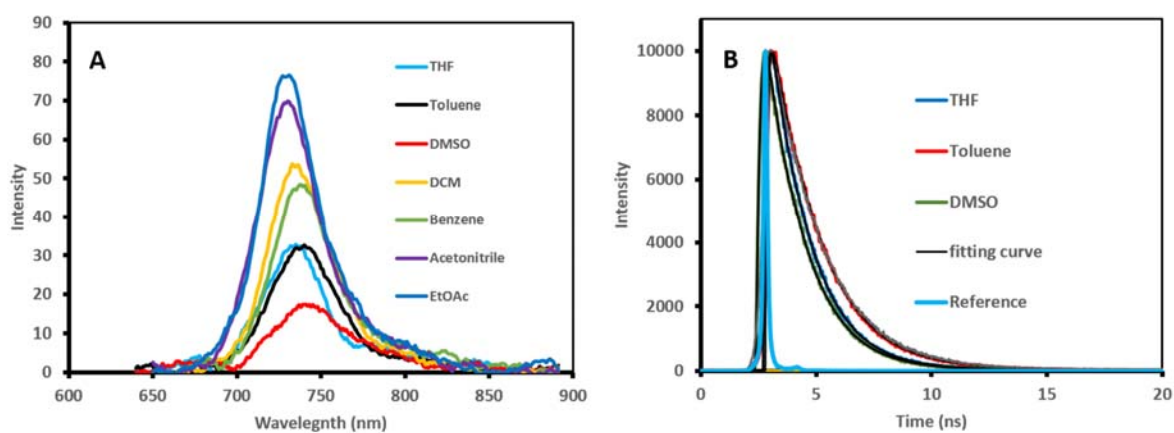 A
90
80
70
60
50
40
30
20
10
0
Intensity
THF
Toluene
DMSO
DCM
Benzene
Acetonitrile
EtOAc
600
650
700
750
800
850
900
Wavelegnth (nm)
B
10000
8000
6000
4000
2000
0
Intensity
THF
Toluene
DMSO
fitting curve
Reference
0
5
10
15
20
Time (ns)